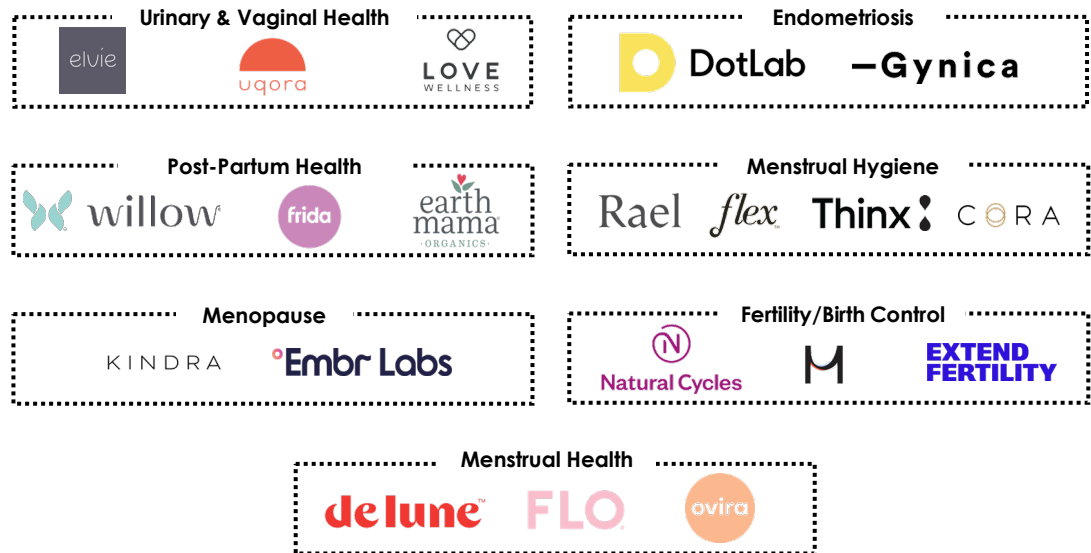 Urinary & Vaginal Health
elvie
uqora
LOVE
WELLNESS
Endometriosis
DotLab
–Gynica
Post-Partum Health
willow
frida
earth
mama
·ORGANICS·
Menstrual Hygiene
Rael
flex™
Thinx
CORA
Menopause
KINDRA
Embr Labs
Fertility/Birth Control
N
Natural Cycles
M
EXTEND
FERTILITY
Menstrual Health
de lune™
FLO
ovira